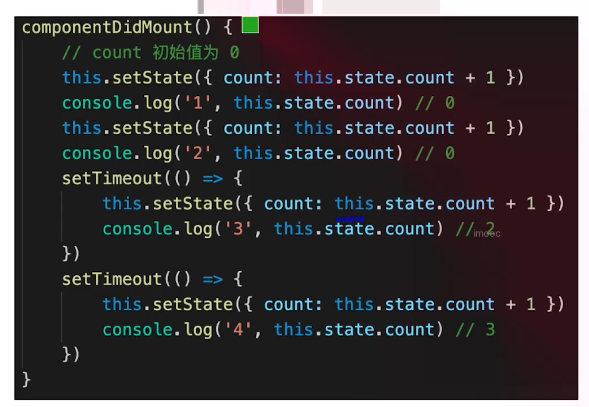 componentDidMount() {
// count 初始值为 0
this.setState({ count: this.state.count + 1 })
console.log('1', this.state.count) // 0
this.setState({ count: this.state.count + 1 })
console.log('2', this.state.count) // 0
setTimeout(() => {
this.setState({ count: this.state.count + 1 })
console.log('3', this.state.count) // 2
imooc
})
setTimeout(() => {
this.setState({ count: this.state.count + 1 })
console.log('4', this.state.count) // 3
})
}